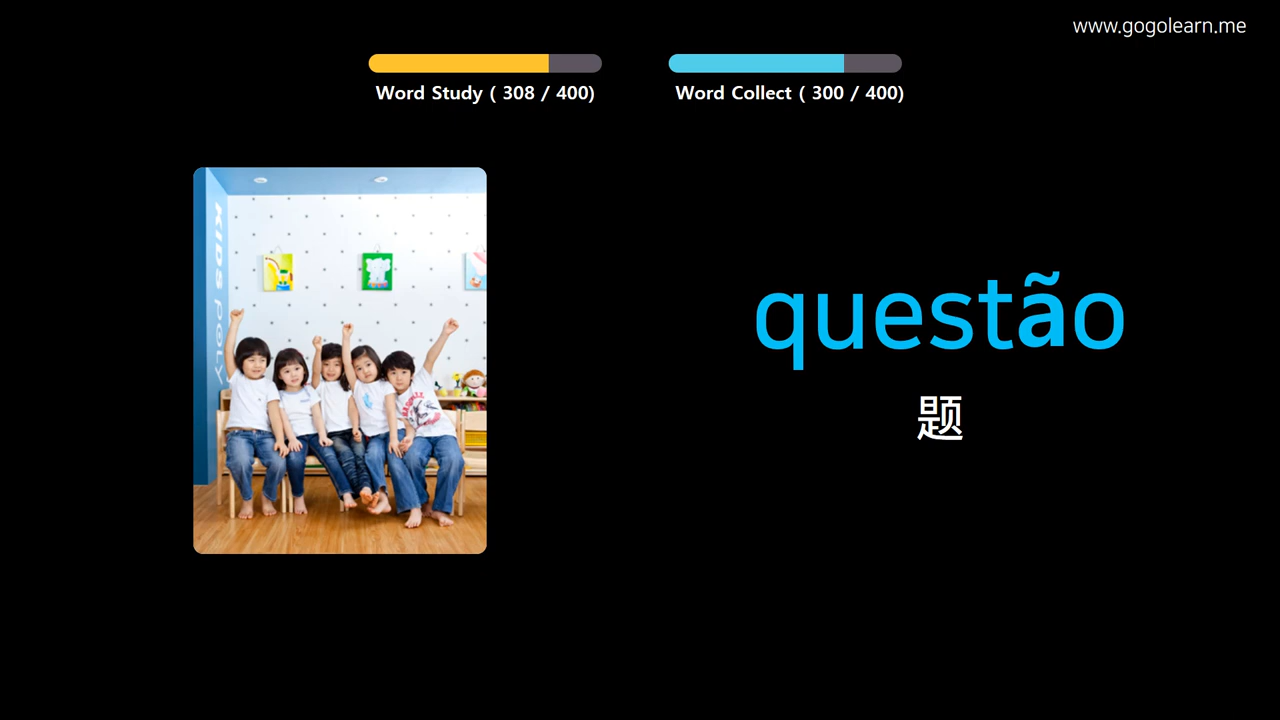 www.gogolearn.me
Word Study ( 308 / 400)
Word Collect ( 300 / 400)
KIDS POLY
questão
题